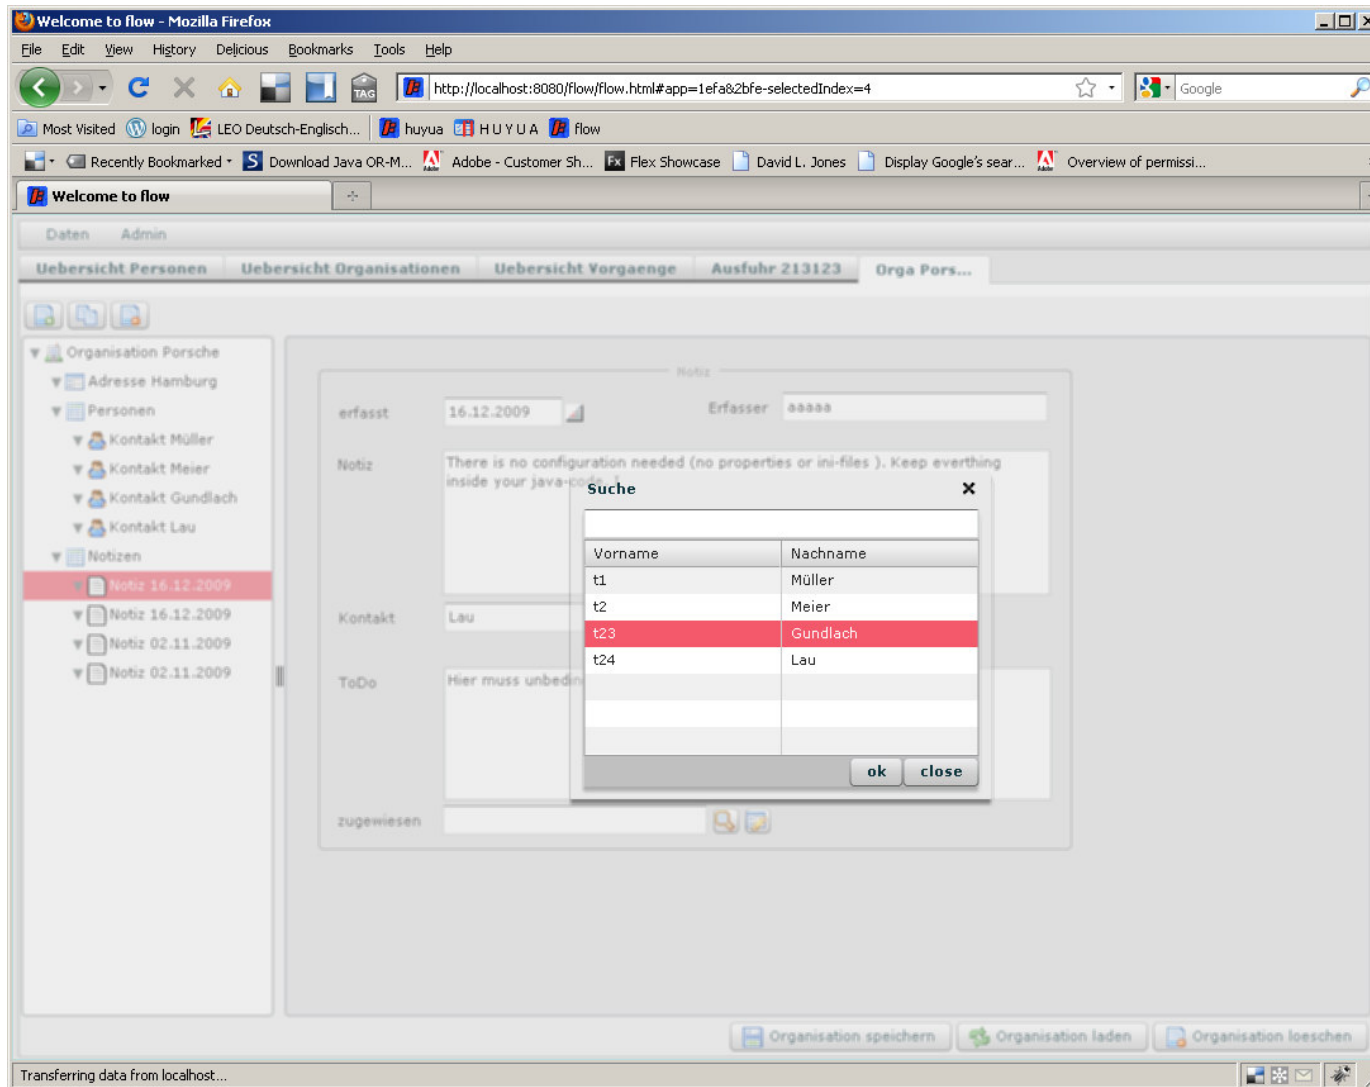 Welcome to flow - Mozilla Firefox
File Edit View History Delicious Bookmarks Tools Help
TAG http://localhost:8080/flow/flow.html#app=1efa&2bfe-selectedIndex=4 Google
Most Visited login LEO Deutsch-Englisch... huyua H U Y U A flow
Recently Bookmarked Download Java OR-M... Adobe - Customer Sh... Flex Showcase David L. Jones Display Google's sear... Overview of permissi...
Welcome to flow
Daten Admin
Uebersicht Personen Uebersicht Organisationen Uebersicht Vorgaenge Ausfuhr 213123 Orga Pors...
Organisation Porsche
Adresse Hamburg
Personen
Kontakt Müller
Kontakt Meier
Kontakt Gundlach
Kontakt Lau
Notizen
Notiz 16.12.2009
Notiz 16.12.2009
Notiz 02.11.2009
Notiz 02.11.2009
Notiz
erfasst 16.12.2009 Erfasser aaaaa
Notiz There is no configuration needed (no properties or ini-files ). Keep everthing
inside your java-code.
Kontakt Lau
ToDo Hier muss
zugewiesen
Suche
Vorname Nachname
t1 Müller
t2 Meier
t23 Gundlach
t24 Lau
ok close
Organisation speichern Organisation laden Organisation loeschen
Transferring data from localhost...